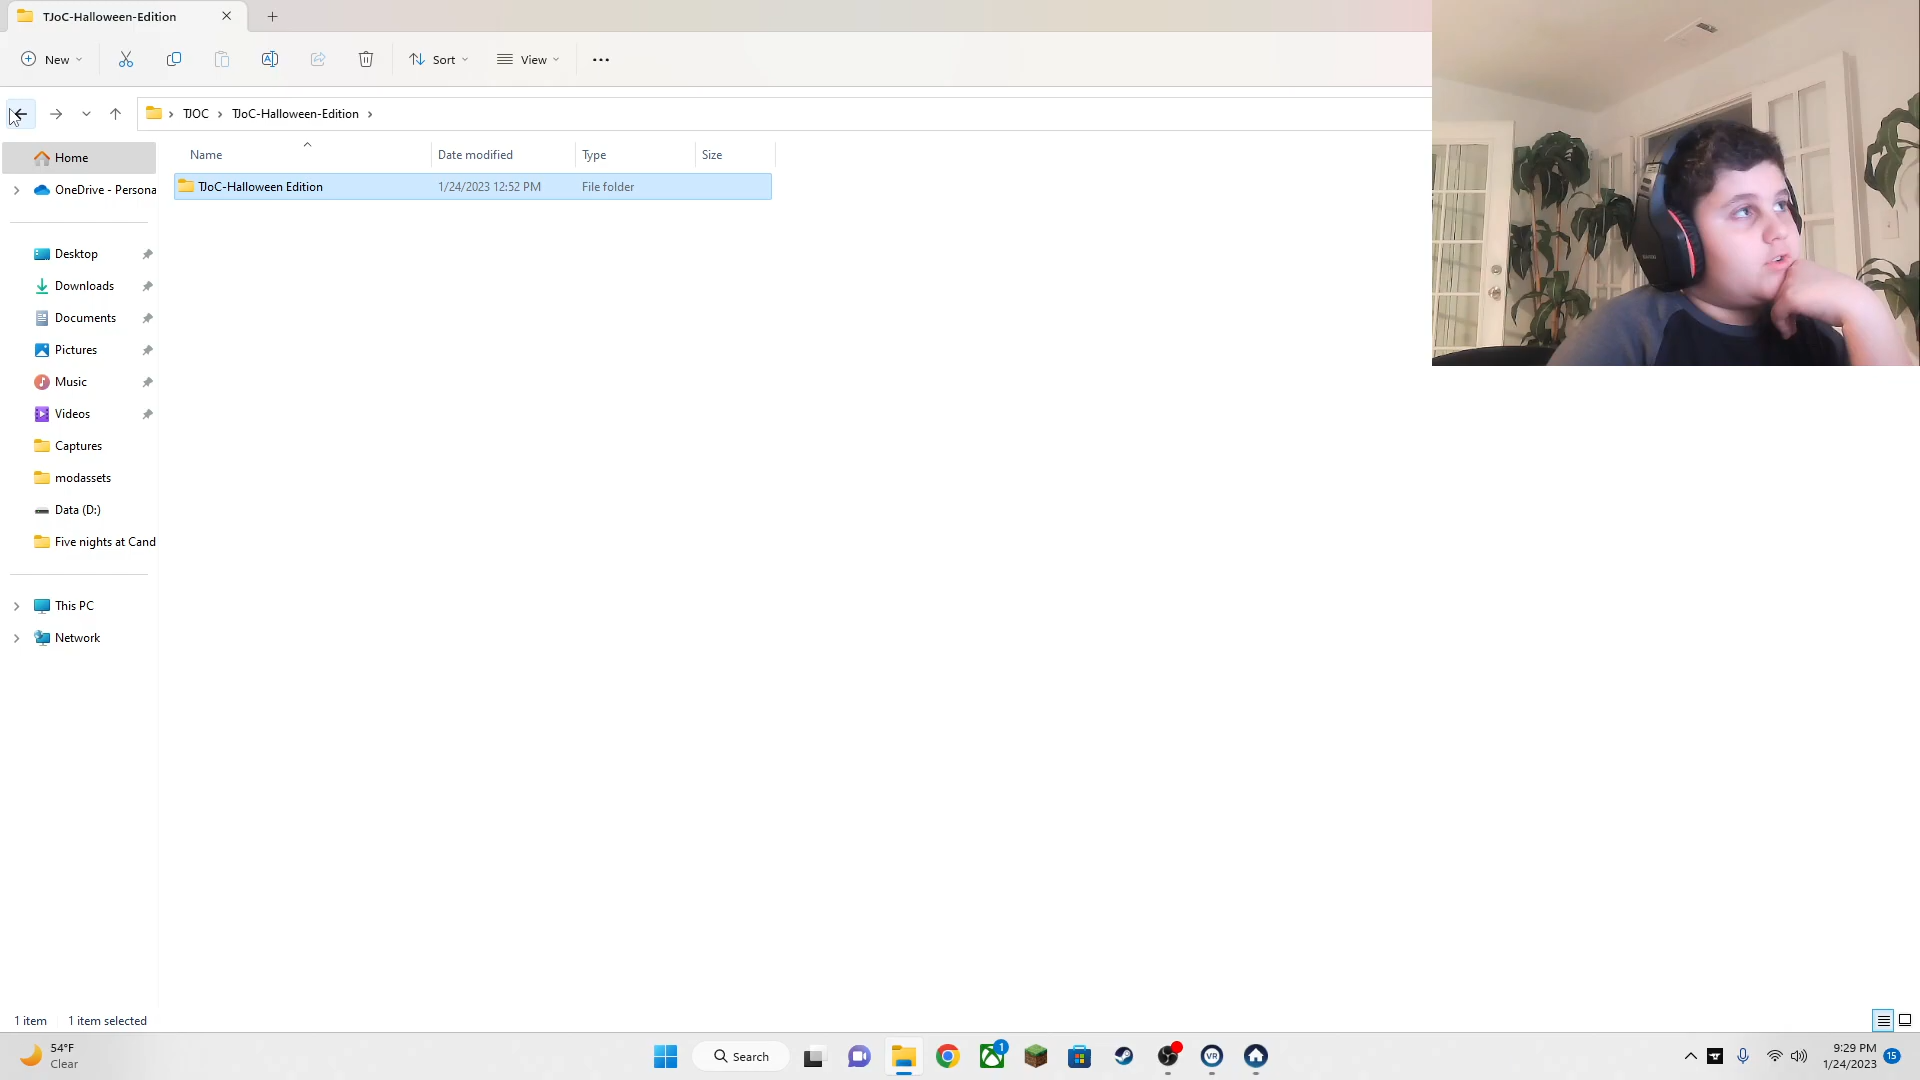 TJoC-Halloween-Edition
New
Sort
View
TJOC
TJoC-Halloween-Edition
Name
Date modified
Type
Size
Home
TJoC-Halloween Edition
1/24/2023 12:52 PM
File folder
OneDrive - Persona
Desktop
Downloads
Documents
Pictures
Music
Videos
Captures
modassets
Data (D:)
Five nights at Cand
This PC
Network
1 item
1 item selected
54°F
Clear
Search
1
VR
9:29 PM
1/24/2023
15